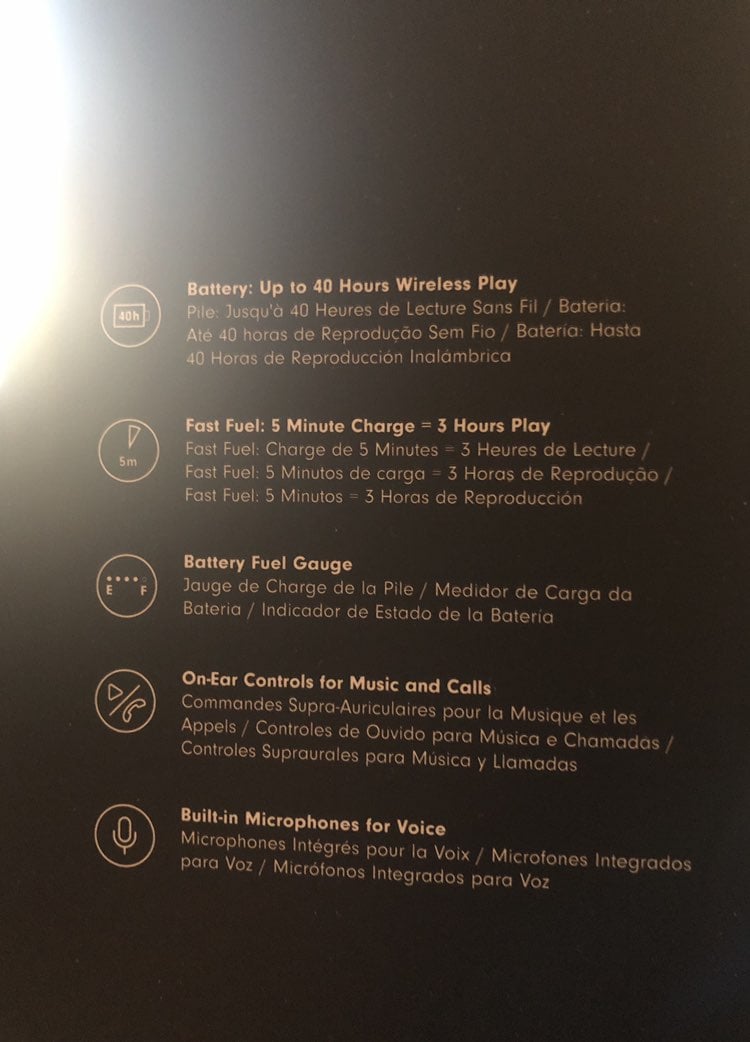 40h
Battery: Up to 40 Hours Wireless Play
Pile: Jusqu'à 40 Heures de Lecture Sans Fil / Bateria:
Até 40 horas de Reprodução Sem Fio / Batería: Hasta
40 Horas de Reproducción Inalámbrica
5m
Fast Fuel: 5 Minute Charge = 3 Hours Play
Fast Fuel: Charge de 5 Minutes = 3 Heures de Lecture /
Fast Fuel: 5 Minutos de carga = 3 Horas de Reprodução /
Fast Fuel: 5 Minutos = 3 Horas de Reproducción
E F
Battery Fuel Gauge
Jauge de Charge de la Pile / Medidor de Carga da
Bateria / Indicador de Estado de la Batería
On-Ear Controls for Music and Calls
Commandes Supra-Auriculaires pour la Musique et les
Appels / Controles de Ouvido para Música e Chamadas /
Controles Supraurales para Música y Llamadas
Built-in Microphones for Voice
Microphones Intégrés pour la Voix / Microfones Integrados
para Voz / Micrófonos Integrados para Voz